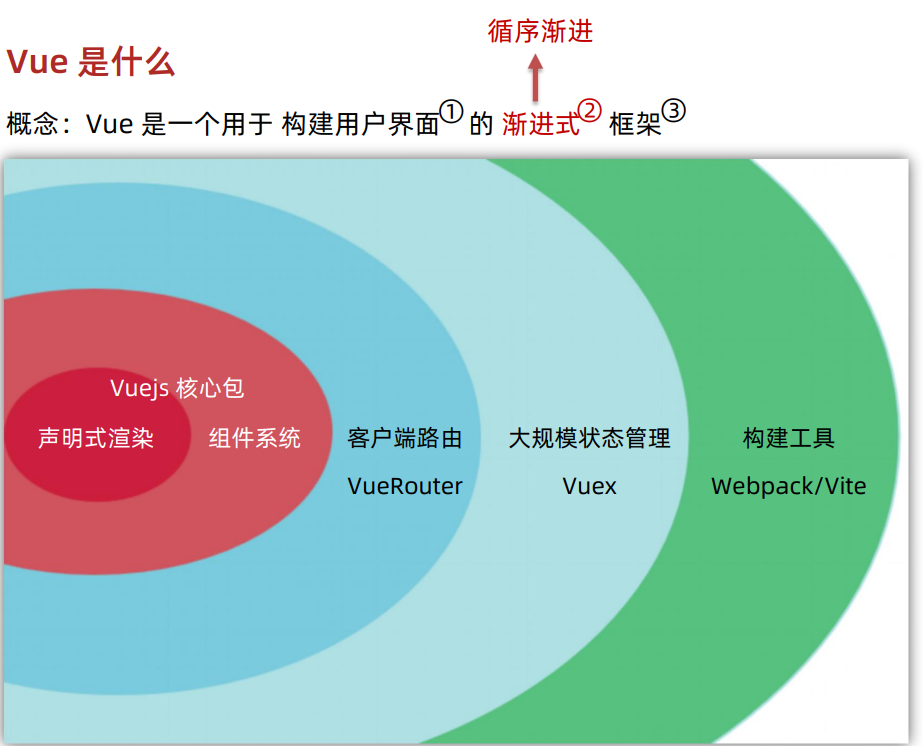 循序渐进
Vue 是什么
概念：Vue 是一个用于 构建用户界面① 的 渐进式② 框架③
Vuejs 核心包
声明式渲染 组件系统 客户端路由 大规模状态管理 构建工具
VueRouter Vuex Webpack/Vite